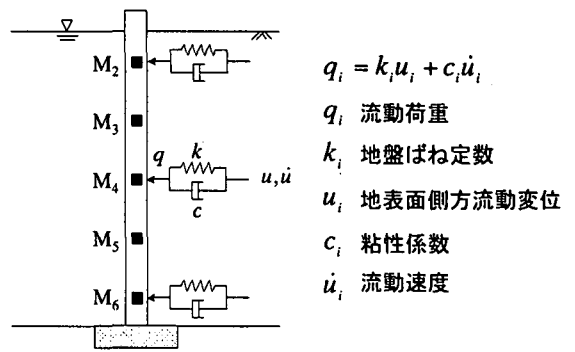 M₂
M₃
M₄
M₅
M₆
q
k
c
u, u̇
qᵢ = kᵢuᵢ + cᵢu̇ᵢ
qᵢ 流動荷重
kᵢ 地盤ばね定数
uᵢ 地表面側方流動変位
cᵢ 粘性係数
u̇ᵢ 流動速度